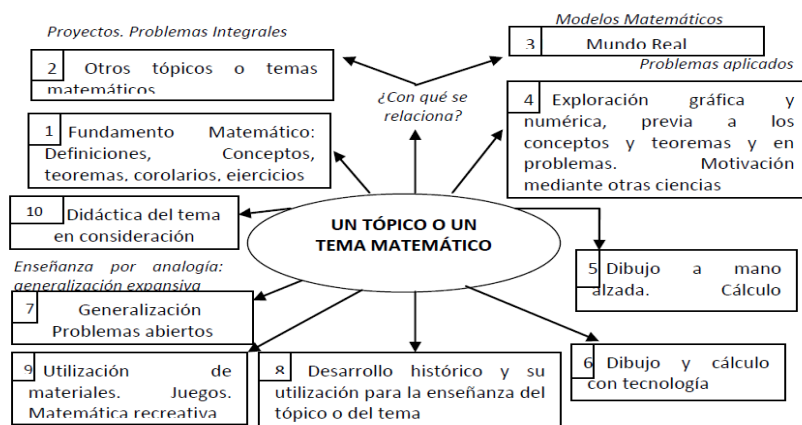 Proyectos. Problemas Integrales
Modelos Matemáticos
2 Otros tópicos o temas
matemáticos
3 Mundo Real
Problemas aplicados
¿Con qué se
relaciona?
1 Fundamento Matemático:
Definiciones, Conceptos,
teoremas, corolarios, ejercicios
4 Exploración gráfica y
numérica, previa a los
conceptos y teoremas y en
problemas. Motivación
mediante otras ciencias
10 Didáctica del tema
en consideración
UN TÓPICO O UN
TEMA MATEMÁTICO
Enseñanza por analogía:
generalización expansiva
7 Generalización
Problemas abiertos
5 Dibujo a mano
alzada. Cálculo
9 Utilización de
materiales. Juegos.
Matemática recreativa
8 Desarrollo histórico y su
utilización para la enseñanza del
tópico o del tema
6 Dibujo y cálculo
con tecnología